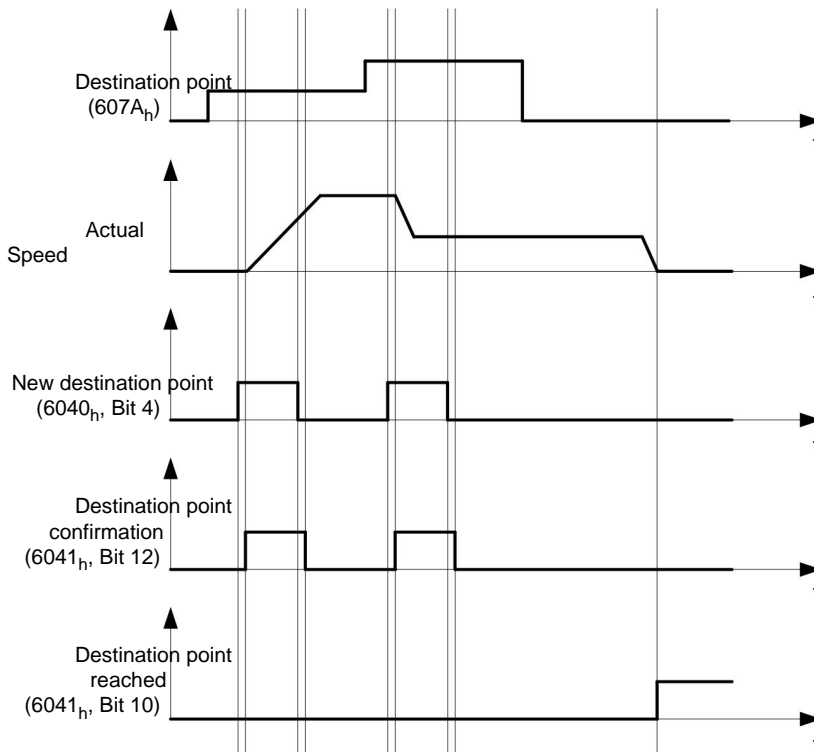 Destination point
(607Ah)
Actual
Speed
New destination point
(6040h, Bit 4)
Destination point
confirmation
(6041h, Bit 12)
Destination point
reached
(6041h, Bit 10)